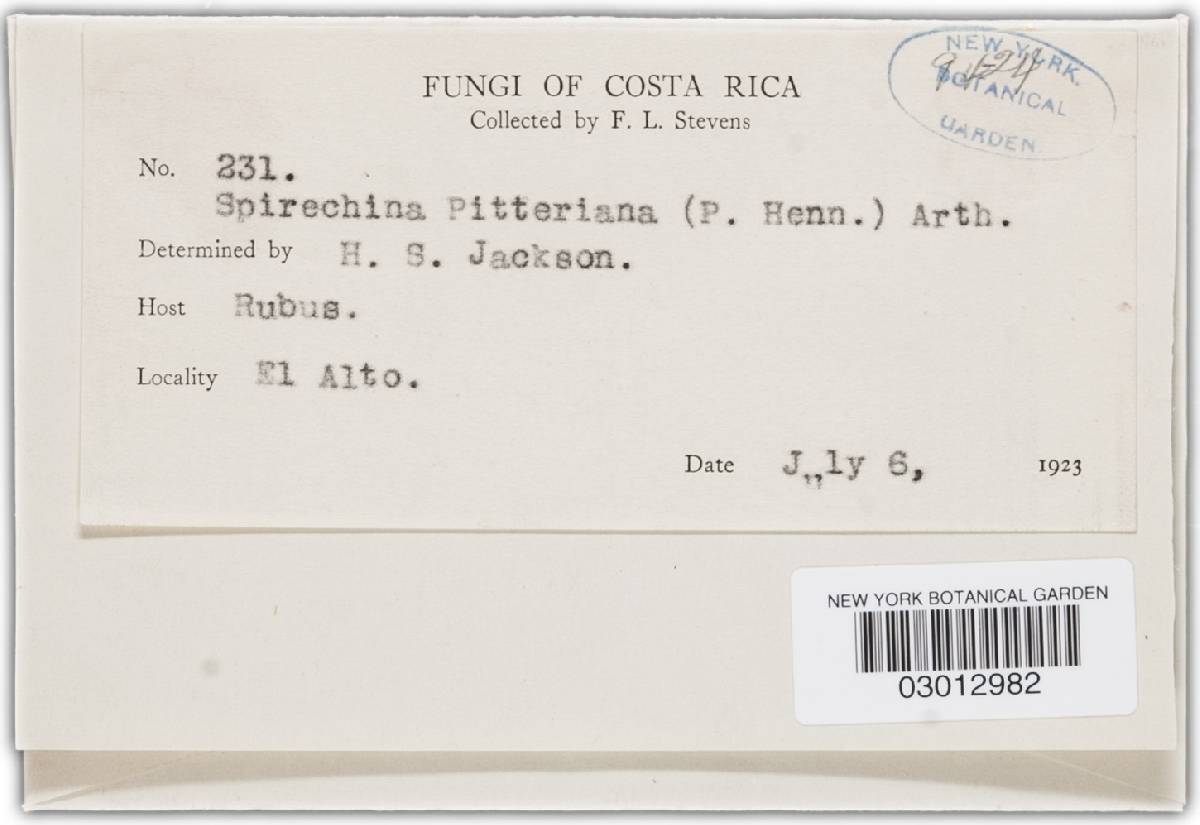 FUNGI OF COSTA RICA
Collected by F. L. Stevens
NEW YORK
BOTANICAL
GARDEN
No. 231.
Spirechina Pitteriana (P. Henn.) Arth.
Determined by H. S. Jackson.
Host Rubus.
Locality El Alto.
Date July 6, 1923
NEW YORK BOTANICAL GARDEN
03012982